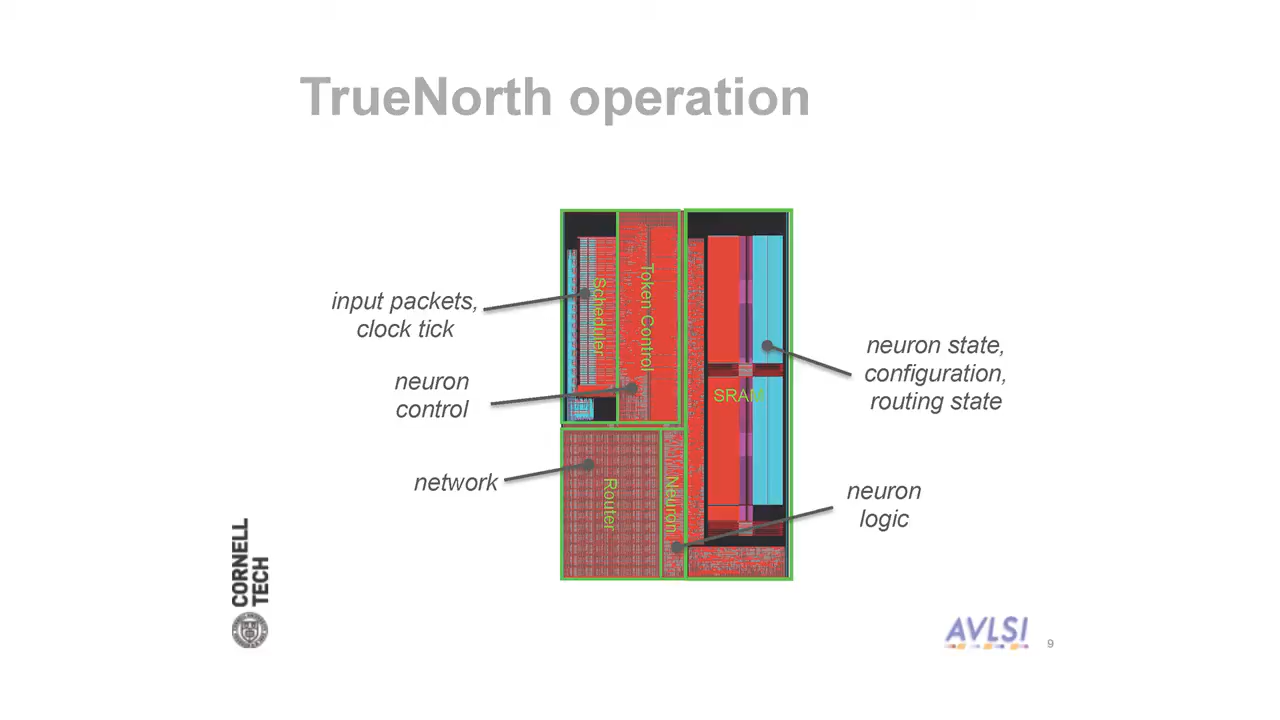 TrueNorth operation
input packets,
clock tick
neuron
control
network
Scheduler
Token Control
Router
Neuron
SRAM
neuron state,
configuration,
routing state
neuron
logic
CORNELL
TECH
AVLSI
9